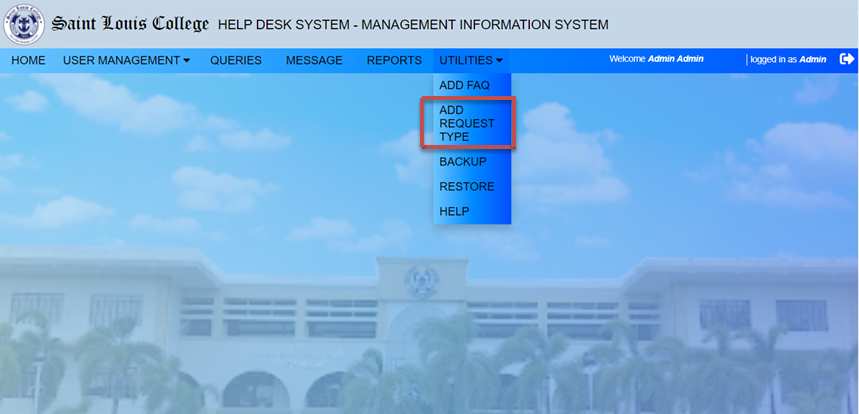 Saint Louis College HELP DESK SYSTEM - MANAGEMENT INFORMATION SYSTEM
HOME USER MANAGEMENT QUERIES MESSAGE REPORTS UTILITIES Welcome Admin Admin logged in as Admin
ADD FAQ
ADD
REQUEST
TYPE
BACKUP
RESTORE
HELP